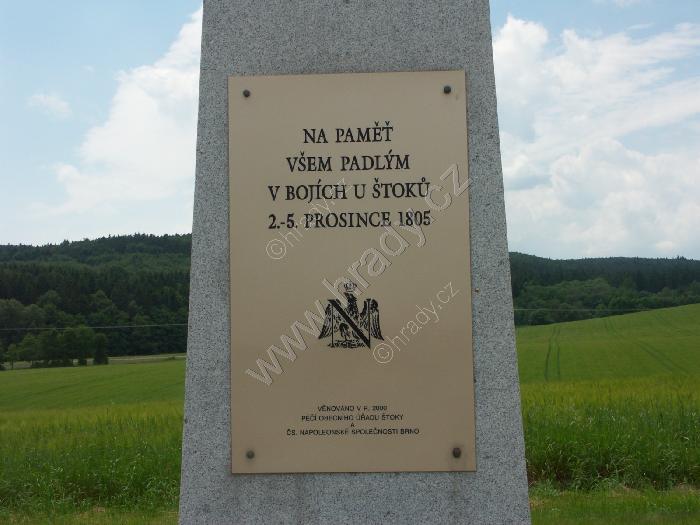 NA PAMĚŤ
VŠEM PADLÝM
V BOJÍCH U ŠTOKŮ
2.-5. PROSINCE 1805
©hrady.cz
www.hrady.cz
©hrady.cz
N
VĚNOVÁNO V R. 2000
PÉČÍ OBECNÍHO ÚŘADU ŠTOKY
A
ČS. NAPOLEONSKÉ SPOLEČNOSTI BRNO